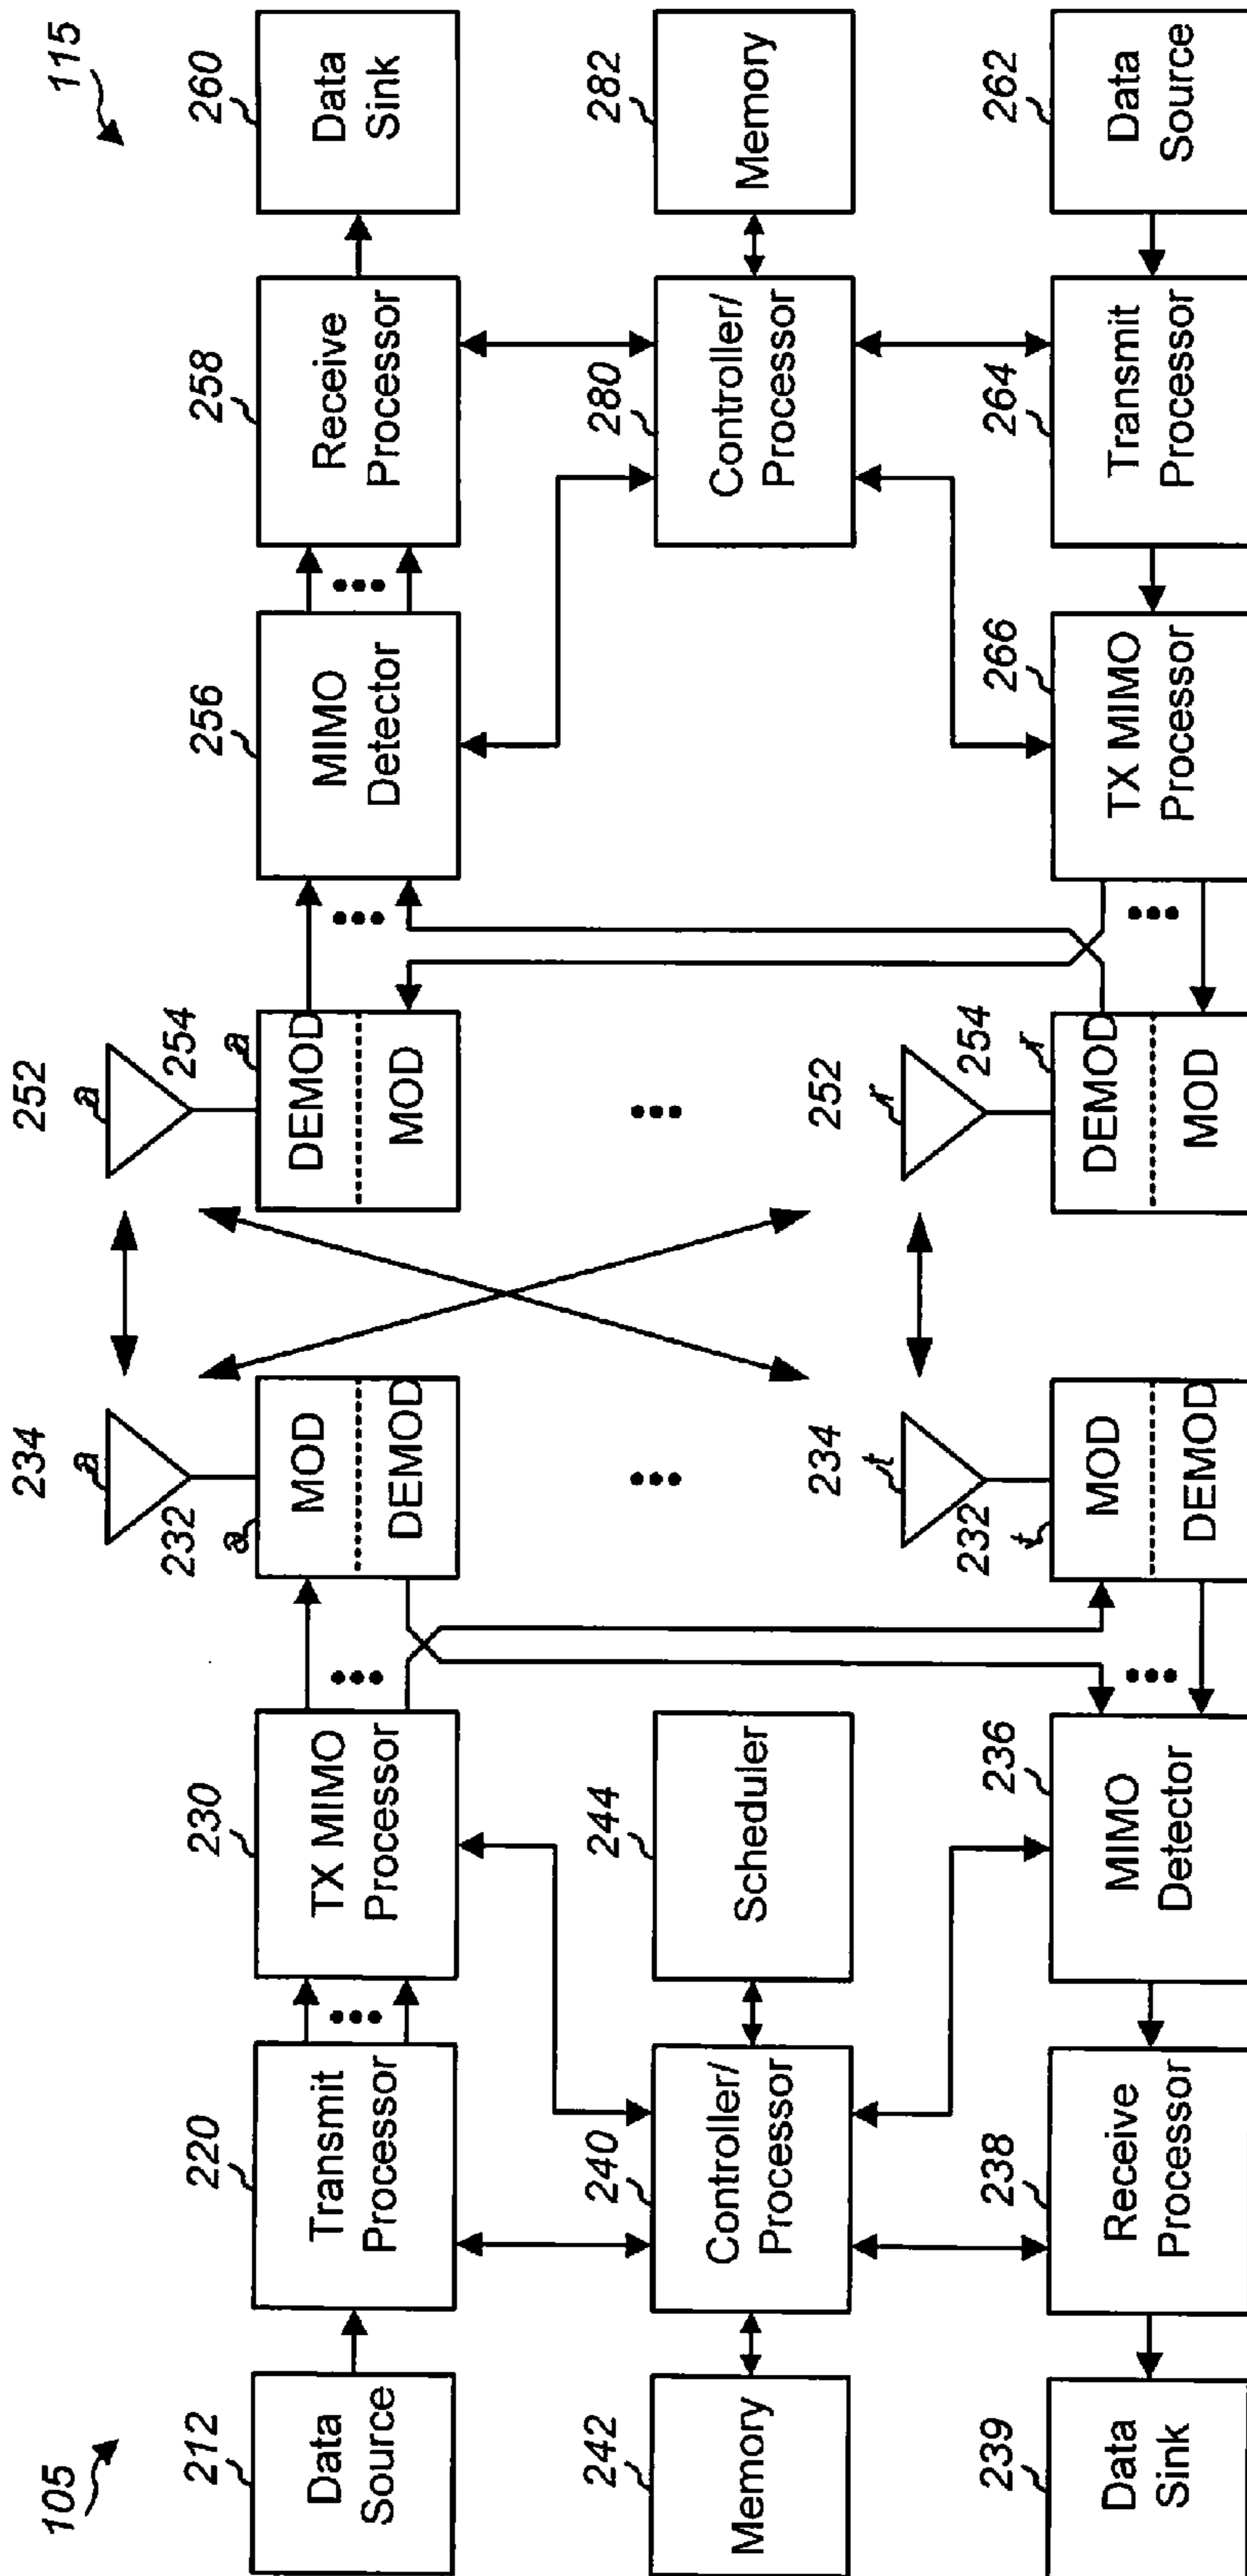 105
115
212
Data
Source
220
Transmit
Processor
230
TX MIMO
Processor
234
a
232
a
MOD
DEMOD
252
a
254
a
DEMOD
MOD
256
MIMO
Detector
258
Receive
Processor
260
Data
Sink
242
Memory
240
Controller/
Processor
244
Scheduler
280
Controller/
Processor
282
Memory
239
Data
Sink
238
Receive
Processor
236
MIMO
Detector
234
t
232
t
MOD
DEMOD
252
r
254
r
DEMOD
MOD
266
TX MIMO
Processor
264
Transmit
Processor
262
Data
Source